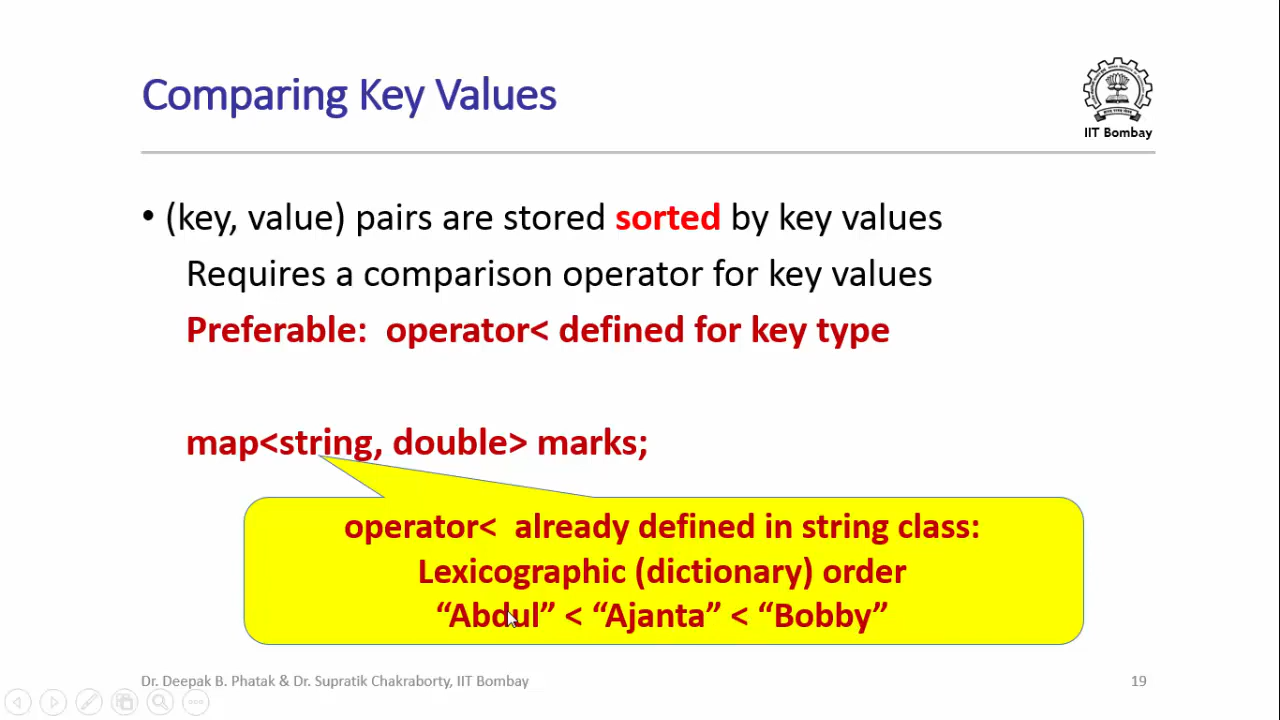 Comparing Key Values
IIT Bombay
• (key, value) pairs are stored sorted by key values
Requires a comparison operator for key values
Preferable: operator< defined for key type
map<string, double> marks;
operator< already defined in string class:
Lexicographic (dictionary) order
“Abdul” < “Ajanta” < “Bobby”
Dr. Deepak B. Phatak & Dr. Supratik Chakraborty, IIT Bombay
19